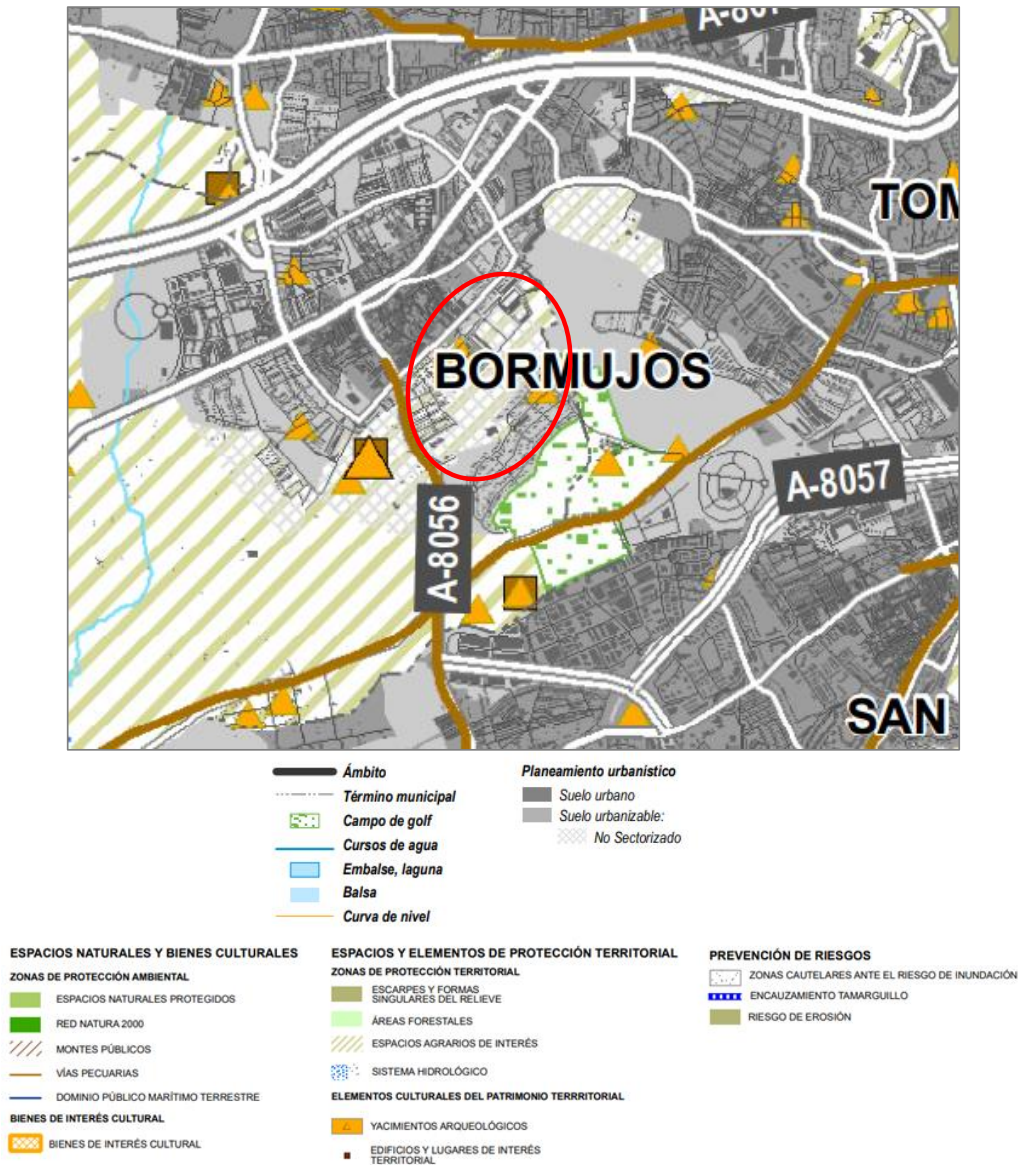 BORMUJOS
TOM
A-8057
A-8056
SAN
Ámbito
Término municipal
Campo de golf
Cursos de agua
Embalse, laguna
Balsa
Curva de nivel
Planeamiento urbanístico
Suelo urbano
Suelo urbanizable:
No Sectorizado
ESPACIOS NATURALES Y BIENES CULTURALES
ZONAS DE PROTECCIÓN AMBIENTAL
ESPACIOS NATURALES PROTEGIDOS
RED NATURA 2000
MONTES PÚBLICOS
VÍAS PECUARIAS
DOMINIO PÚBLICO MARÍTIMO TERRESTRE
BIENES DE INTERÉS CULTURAL
BIENES DE INTERÉS CULTURAL
ESPACIOS Y ELEMENTOS DE PROTECCIÓN TERRITORIAL
ZONAS DE PROTECCIÓN TERRITORIAL
ESCARPES Y FORMAS
SINGULARES DEL RELIEVE
ÁREAS FORESTALES
ESPACIOS AGRARIOS DE INTERÉS
SISTEMA HIDROLÓGICO
ELEMENTOS CULTURALES DEL PATRIMONIO TERRRITORIAL
YACIMIENTOS ARQUEOLÓGICOS
EDIFICIOS Y LUGARES DE INTERÉS
TERRITORIAL
PREVENCIÓN DE RIESGOS
ZONAS CAUTELARES ANTE EL RIESGO DE INUNDACIÓN
ENCAUZAMIENTO TAMARGUILLO
RIESGO DE EROSIÓN